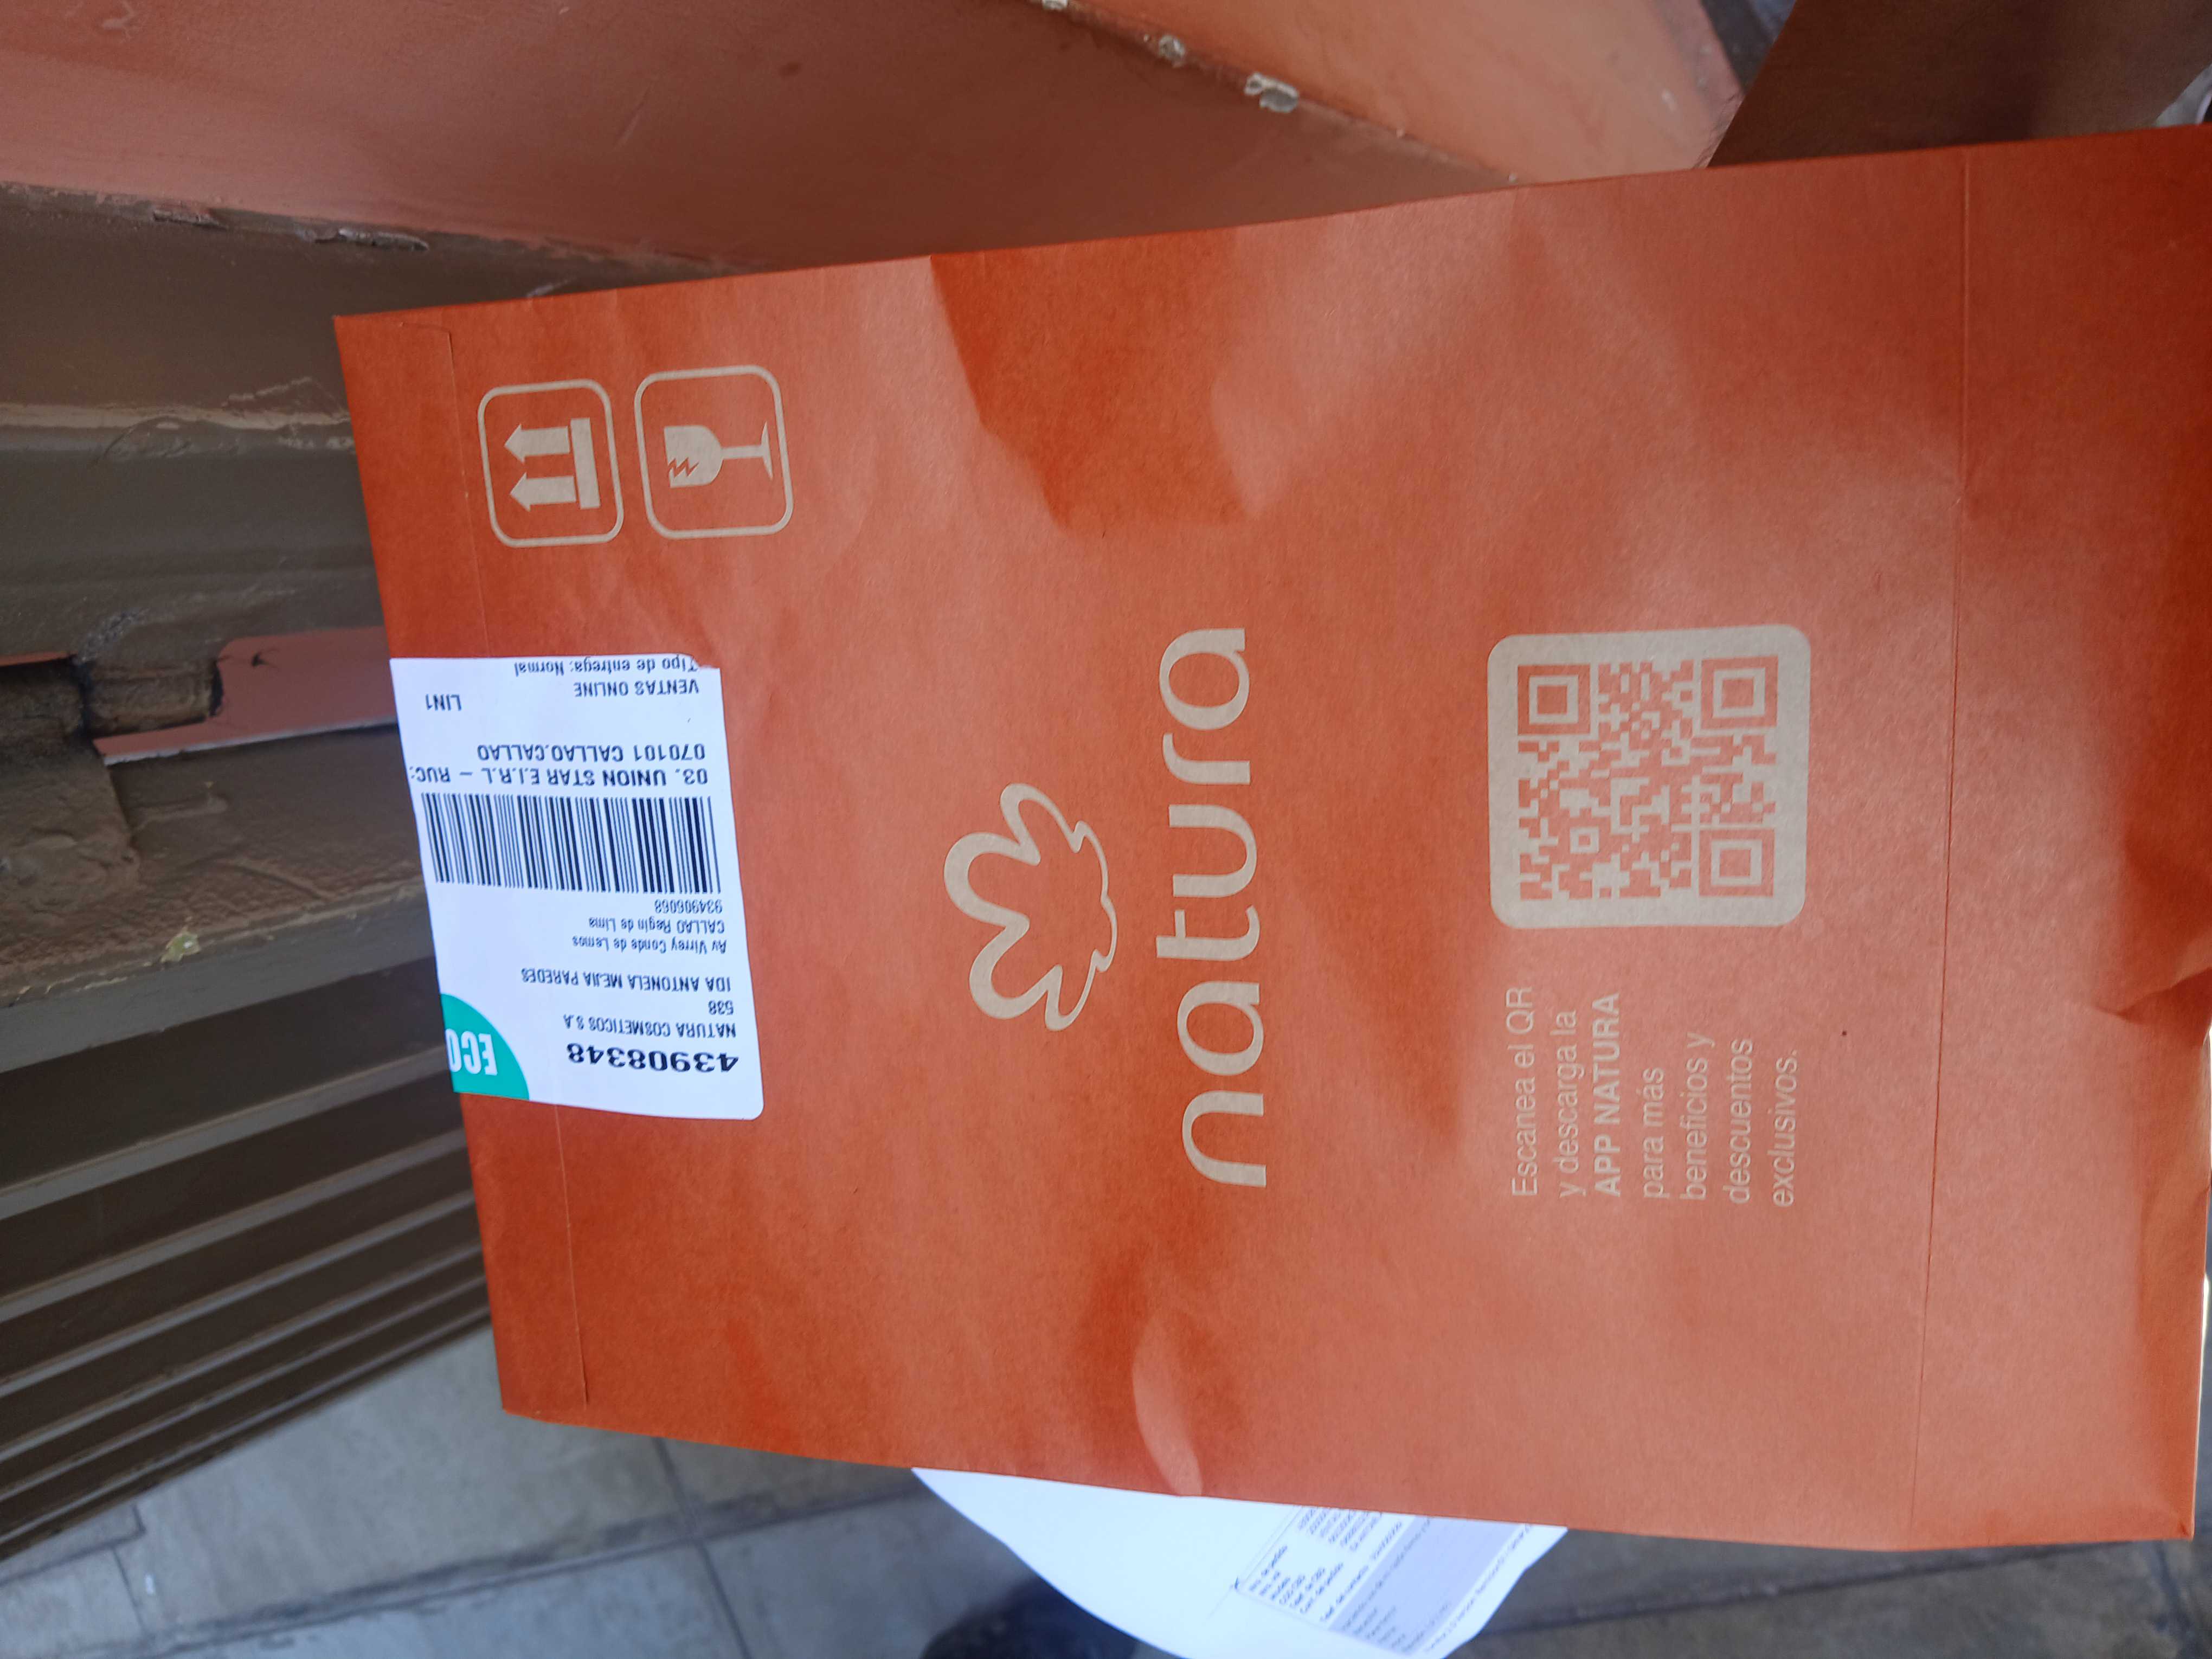 43908348
ECO
NATURA COSMETICOS S.A
538
IDA ANTONELA MEJIA PAREDES
Av Virrey Conde de Lemos
CALLAO Regin de Lima
934906068
03. UNION STAR E.I.R.L - RUC:
070101 CALLAO.CALLAO
LIN1
VENTAS ONLINE
Tipo de entrega: Normal
natura
Escanea el QR
y descarga la
APP NATURA
para más
beneficios y
descuentos
exclusivos.